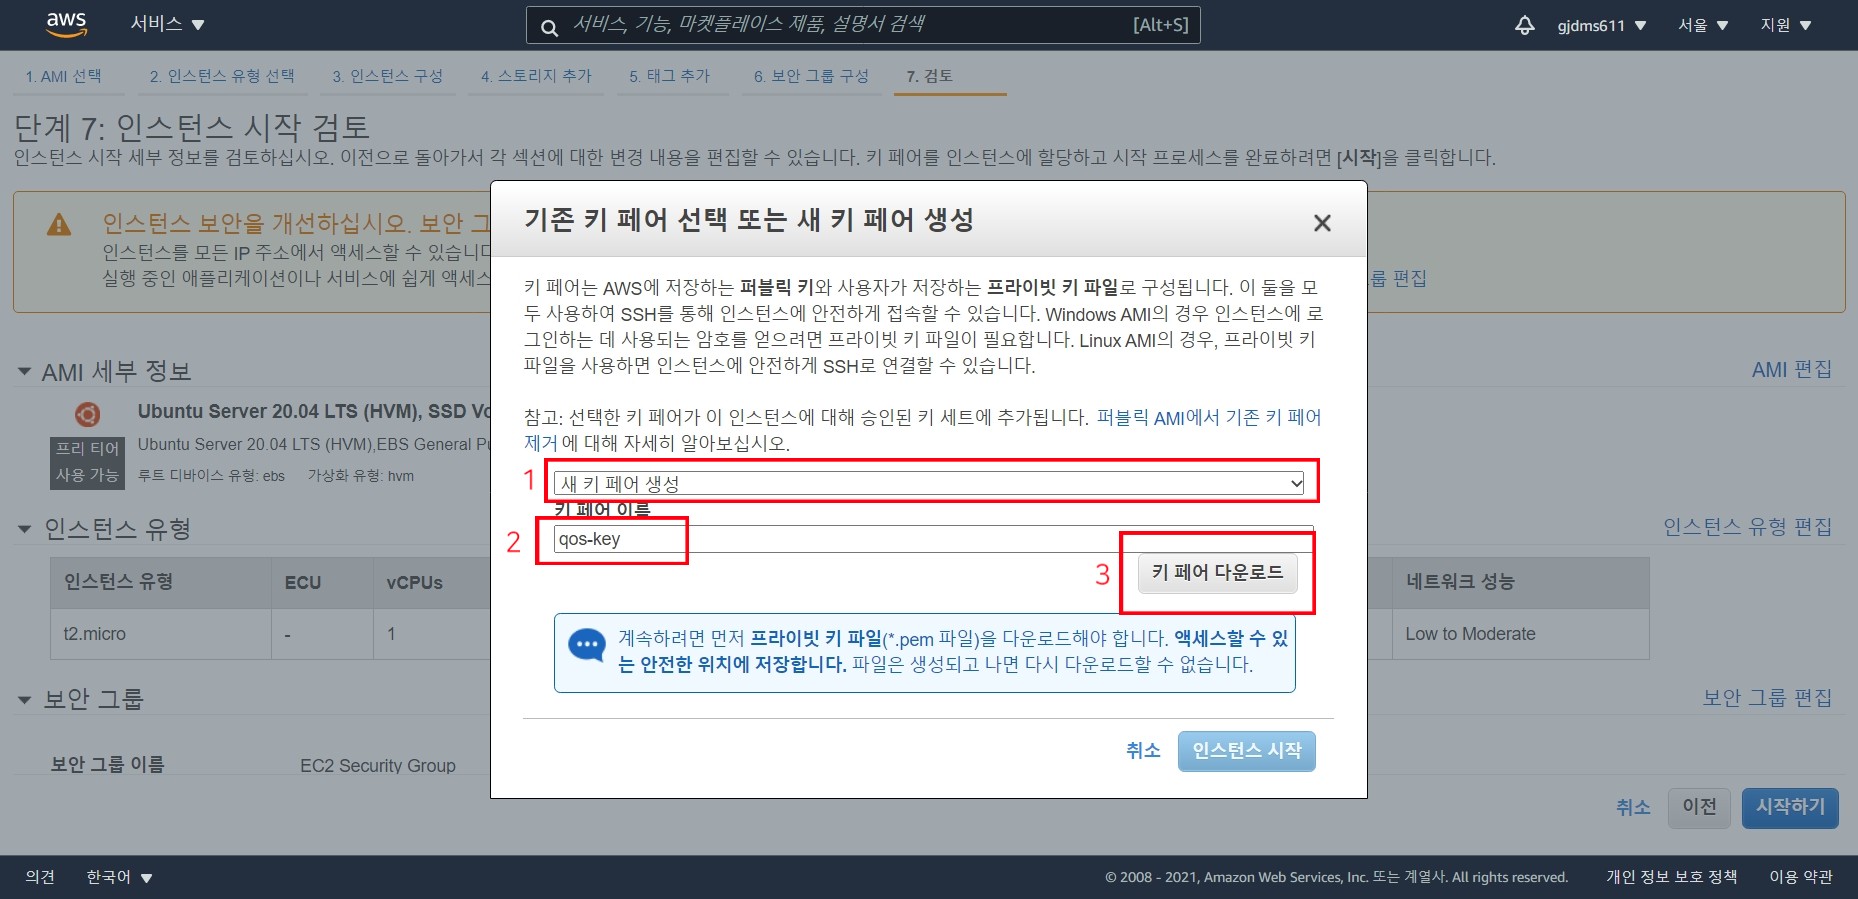 aws
서비스
서비스, 기능, 마켓플레이스 제품, 설명서 검색
[Alt+S]
gjdms611
서울
지원
1. AMI 선택
2. 인스턴스 유형 선택
3. 인스턴스 구성
4. 스토리지 추가
5. 태그 추가
6. 보안 그룹 구성
7. 검토
단계 7: 인스턴스 시작 검토
인스턴스 시작 세부 정보를 검토하십시오. 이전으로 돌아가서 각 섹션에 대한 변경 내용을 편집할 수 있습니다. 키 페어를 인스턴스에 할당하고 시작 프로세스를 완료하려면 [시작]을 클릭합니다.
인스턴스 보안을 개선하십시오. 보안 그
인스턴스를 모든 IP 주소에서 액세스할 수 있습니다
실행 중인 애플리케이션이나 서비스에 쉽게 액세스
룹 편집
기존 키 페어 선택 또는 새 키 페어 생성
키 페어는 AWS에 저장하는 퍼블릭 키와 사용자가 저장하는 프라이빗 키 파일로 구성됩니다. 이 둘을 모
두 사용하여 SSH를 통해 인스턴스에 안전하게 접속할 수 있습니다. Windows AMI의 경우 인스턴스에 로
그인하는 데 사용되는 암호를 얻으려면 프라이빗 키 파일이 필요합니다. Linux AMI의 경우, 프라이빗 키
파일을 사용하면 인스턴스에 안전하게 SSH로 연결할 수 있습니다.
참고: 선택한 키 페어가 이 인스턴스에 대해 승인된 키 세트에 추가됩니다. 퍼블릭 AMI에서 기존 키 페어
제거에 대해 자세히 알아보십시오.
1
새 키 페어 생성
키 페어 이름
2
qos-key
3
키 페어 다운로드
계속하려면 먼저 프라이빗 키 파일(*.pem 파일)을 다운로드해야 합니다. 액세스할 수 있
는 안전한 위치에 저장합니다. 파일은 생성되고 나면 다시 다운로드할 수 없습니다.
취소
인스턴스 시작
AMI 세부 정보
AMI 편집
Ubuntu Server 20.04 LTS (HVM), SSD Vo
프리 티어
사용 가능
Ubuntu Server 20.04 LTS (HVM),EBS General Pu
루트 디바이스 유형: ebs
가상화 유형: hvm
인스턴스 유형
인스턴스 유형 편집
인스턴스 유형
ECU
vCPUs
네트워크 성능
t2.micro
-
1
Low to Moderate
보안 그룹
보안 그룹 편집
보안 그룹 이름
EC2 Security Group
취소
이전
시작하기
의견
한국어
© 2008 - 2021, Amazon Web Services, Inc. 또는 계열사. All rights reserved.
개인 정보 보호 정책
이용 약관